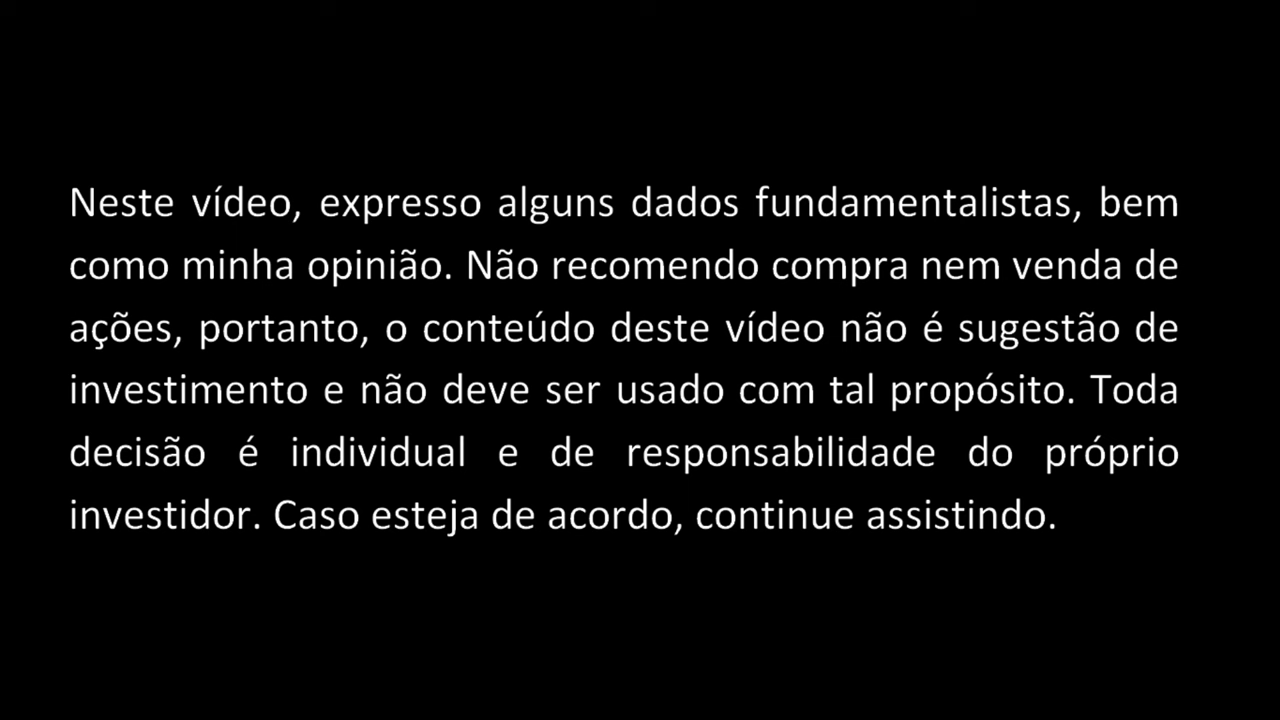 Neste vídeo, expresso alguns dados fundamentalistas, bem
como minha opinião. Não recomendo compra nem venda de
ações, portanto, o conteúdo deste vídeo não é sugestão de
investimento e não deve ser usado com tal propósito. Toda
decisão é individual e de responsabilidade do próprio
investidor. Caso esteja de acordo, continue assistindo.